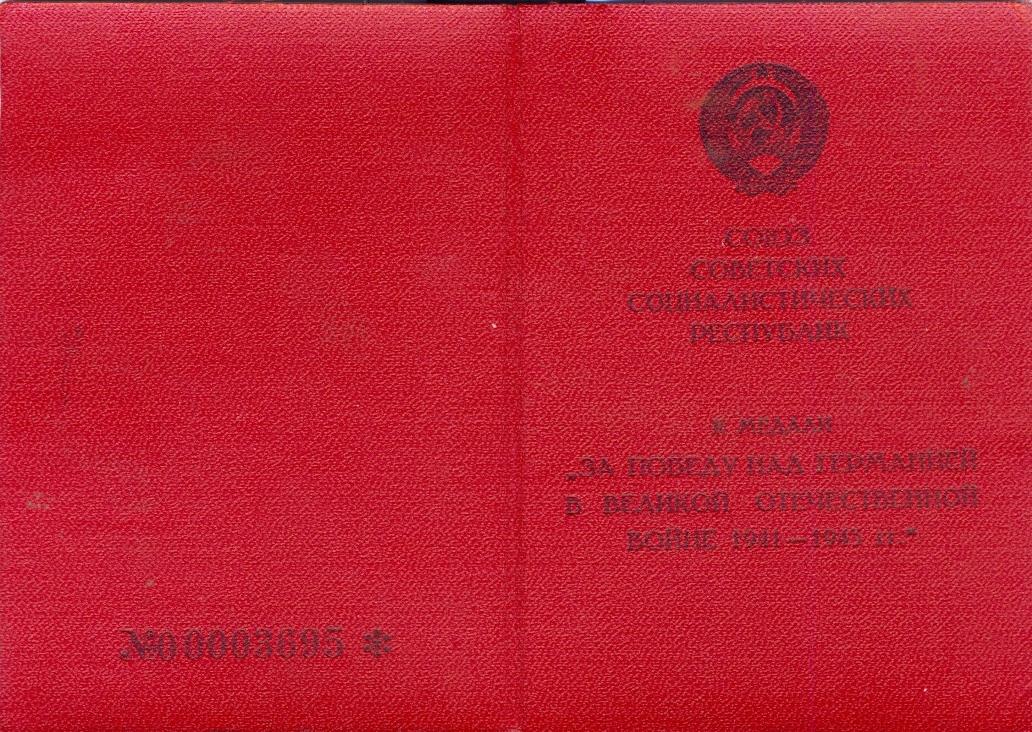 СОЮЗ
СОВЕТСКИХ
СОЦИАЛИСТИЧЕСКИХ
РЕСПУБЛИК
К МЕДАЛИ
„ЗА ПОБЕДУ НАД ГЕРМАНИЕЙ
В ВЕЛИКОЙ ОТЕЧЕСТВЕННОЙ
ВОЙНЕ 1941—1945 гг.“
№00003695 *